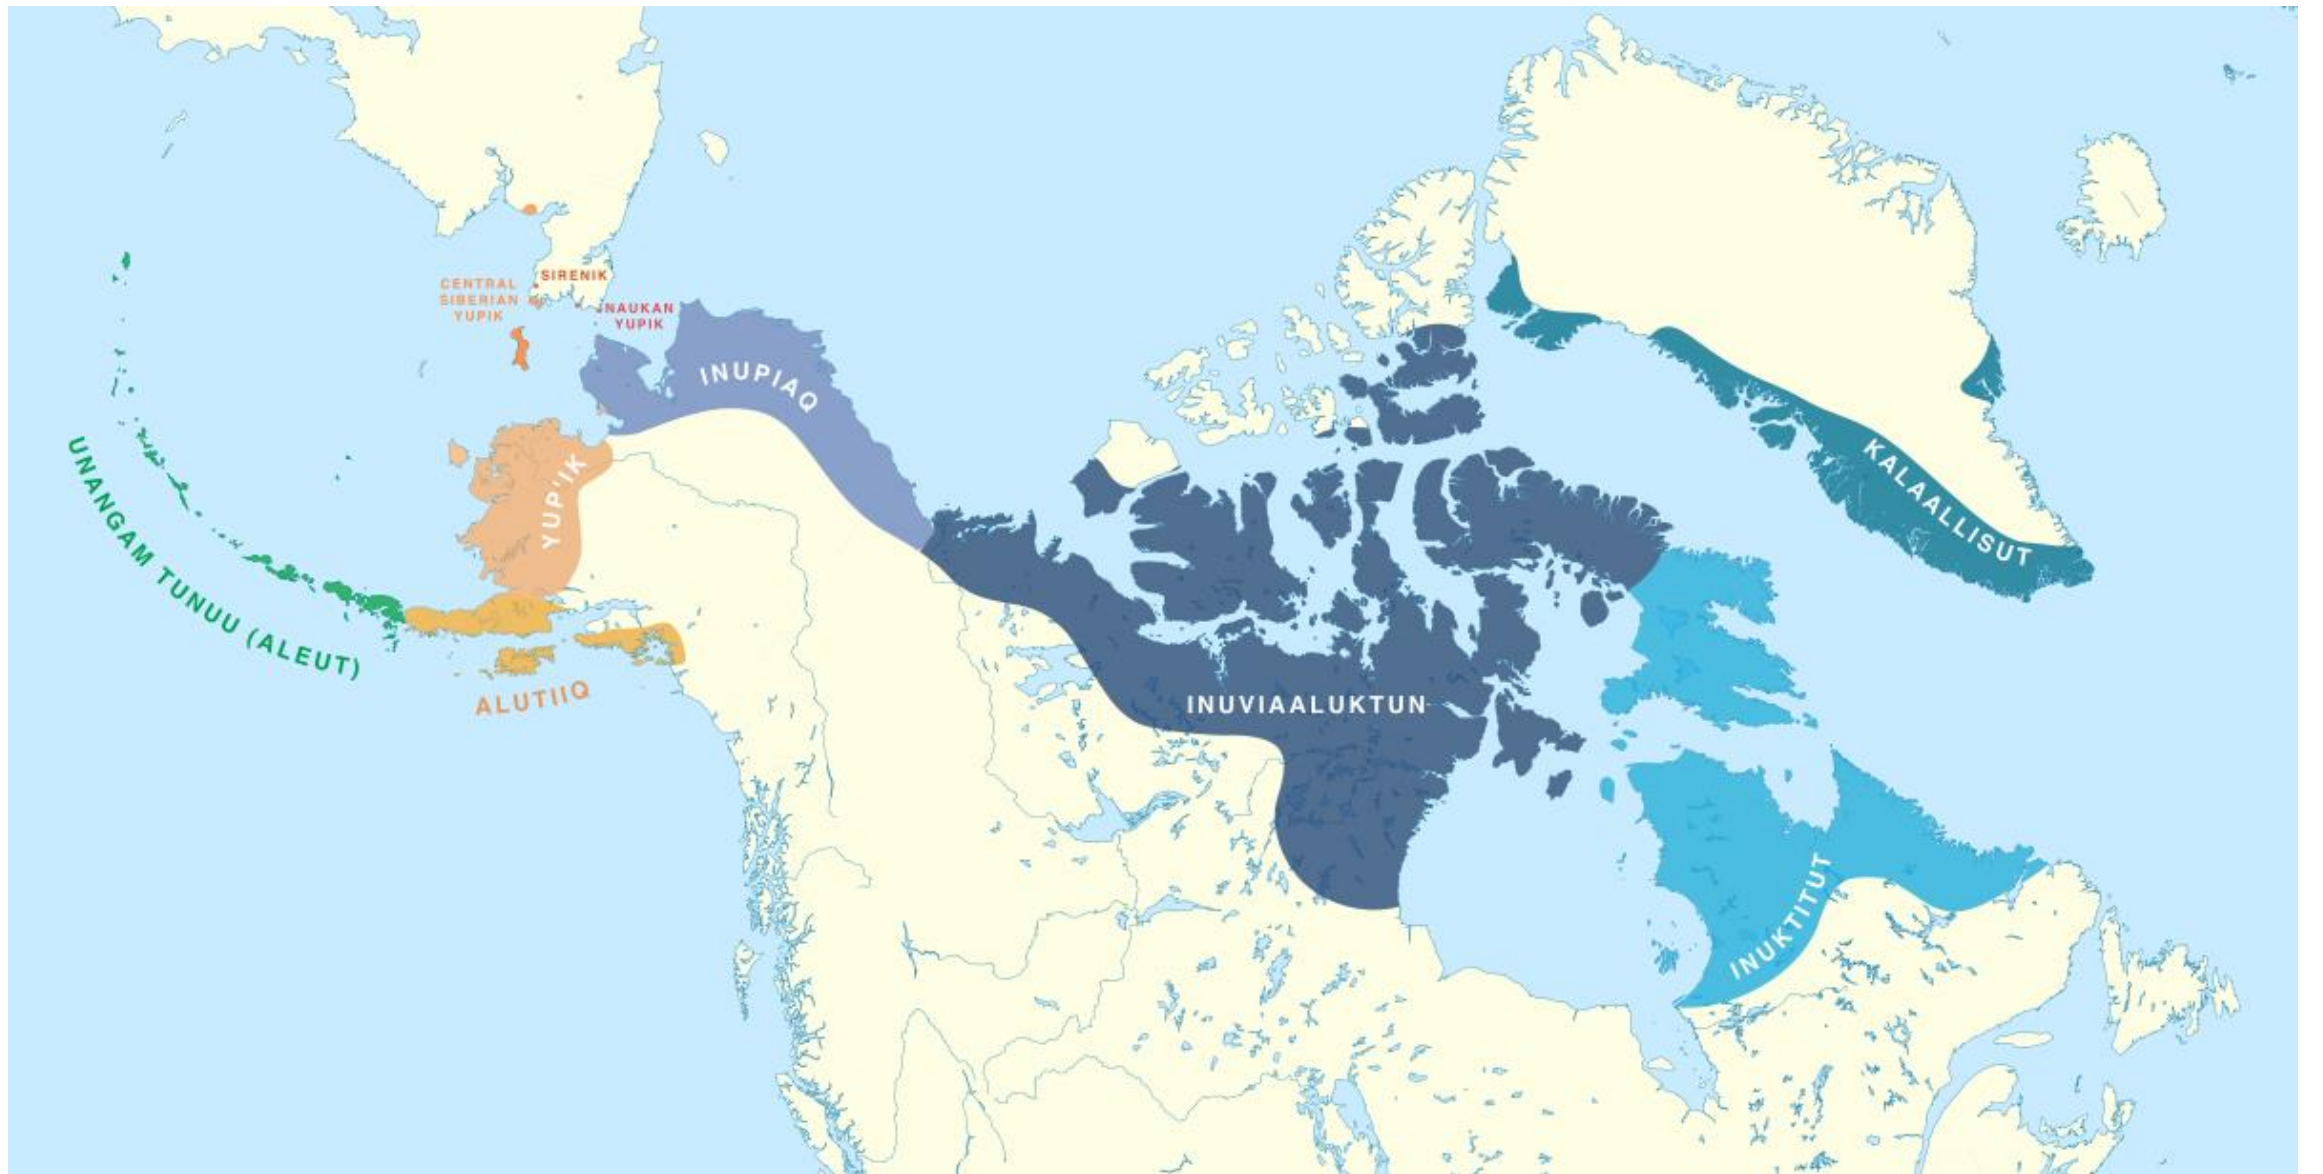 SIRENIK
CENTRAL
SIBERIAN
YUPIK
NAUKAN
YUPIK
INUPIAQ
YUP'IK
UNANGAM TUNUU (ALEUT)
ALUTIIQ
INUVIAALUKTUN
KALAALLISUT
INUKTITUT